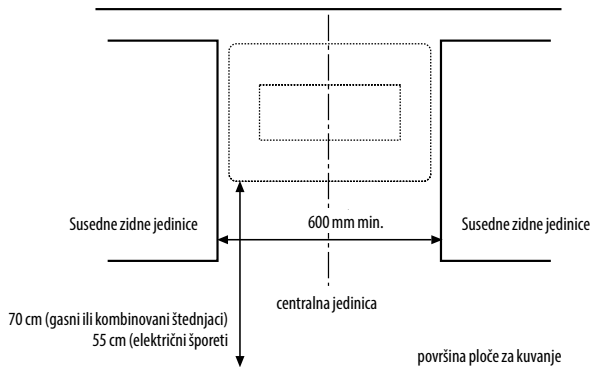 Susedne zidne jedinice
600 mm min.
Susedne zidne jedinice
centralna jedinica
70 cm (gasni ili kombinovani štednjaci)
55 cm (električni šporeti
površina ploče za kuvanje